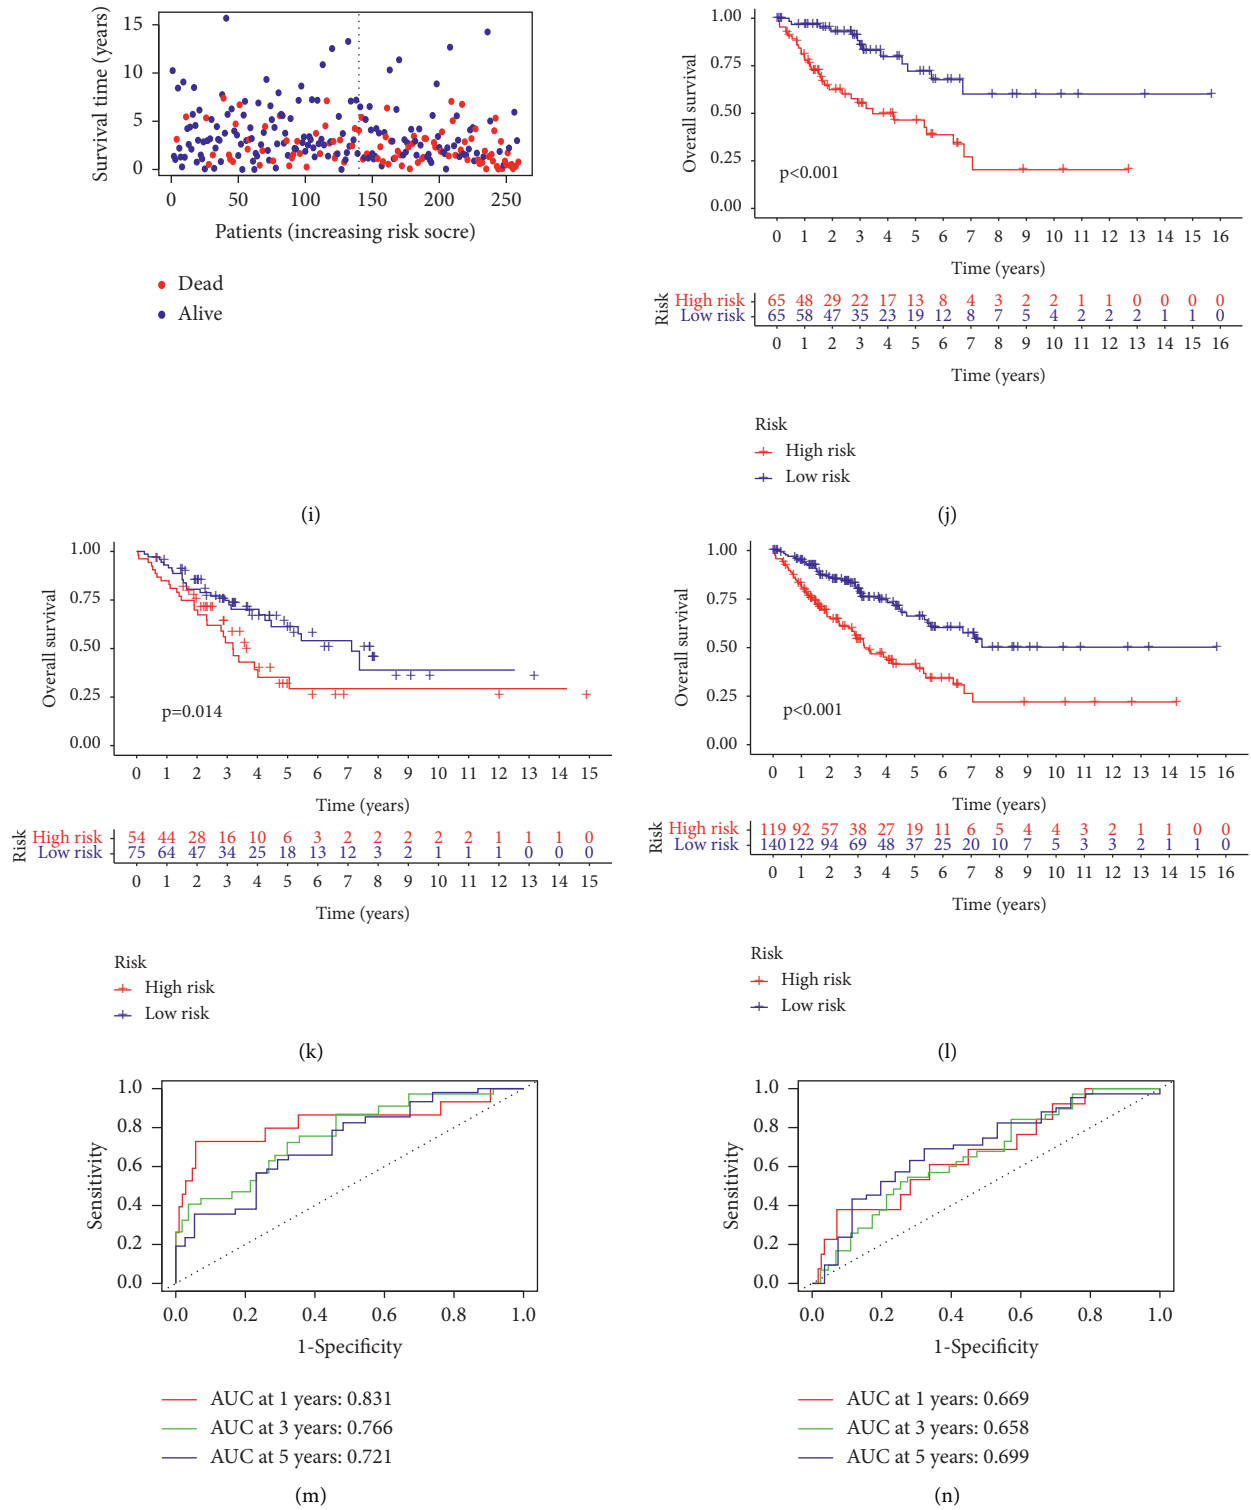 15
10
5
0
Survival time (years)
0 50 100 150 200 250
Patients (increasing risk socre)
Dead
Alive
(i)
1.00
0.75
0.50
0.25
0.00
Overall survival
p<0.001
0 1 2 3 4 5 6 7 8 9 10 11 12 13 14 15 16
Time (years)
Risk
High risk 65 48 29 22 17 13 8 4 3 2 2 1 1 0 0 0 0
Low risk 65 58 47 35 23 19 12 8 7 5 4 2 2 2 1 1 0
0 1 2 3 4 5 6 7 8 9 10 11 12 13 14 15 16
Time (years)
Risk
High risk
Low risk
(j)
1.00
0.75
0.50
0.25
0.00
Overall survival
p=0.014
0 1 2 3 4 5 6 7 8 9 10 11 12 13 14 15
Time (years)
Risk
High risk 54 44 28 16 10 6 3 2 2 2 2 2 1 1 1 0
Low risk 75 64 47 34 25 18 13 12 3 2 1 1 1 0 0 0
0 1 2 3 4 5 6 7 8 9 10 11 12 13 14 15
Time (years)
Risk
High risk
Low risk
(k)
1.00
0.75
0.50
0.25
0.00
Overall survival
p<0.001
0 1 2 3 4 5 6 7 8 9 10 11 12 13 14 15 16
Time (years)
Risk
High risk 119 92 57 38 27 19 11 6 5 4 4 3 2 1 1 0 0
Low risk 140 122 94 69 48 37 25 20 10 7 5 3 3 2 1 1 0
0 1 2 3 4 5 6 7 8 9 10 11 12 13 14 15 16
Time (years)
Risk
High risk
Low risk
(l)
1.0
0.8
0.6
0.4
0.2
0.0
Sensitivity
0.0 0.2 0.4 0.6 0.8 1.0
1-Specificity
AUC at 1 years: 0.831
AUC at 3 years: 0.766
AUC at 5 years: 0.721
(m)
1.0
0.8
0.6
0.4
0.2
0.0
Sensitivity
0.0 0.2 0.4 0.6 0.8 1.0
1-Specificity
AUC at 1 years: 0.669
AUC at 3 years: 0.658
AUC at 5 years: 0.699
(n)